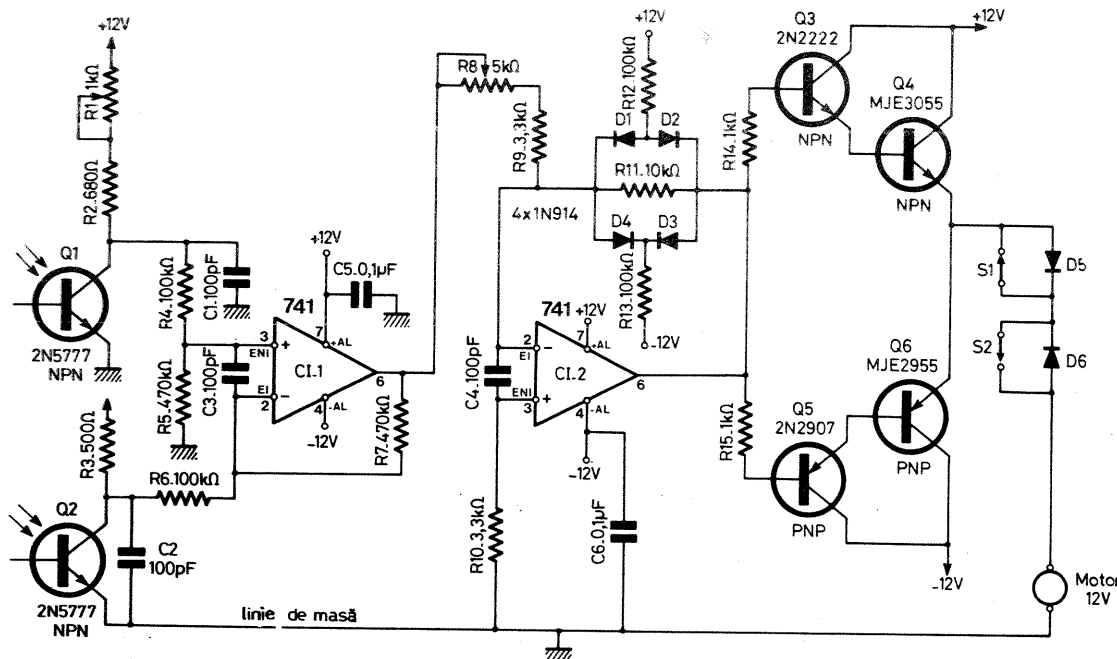 +12V
R1.1kΩ
R2.680Ω
Q1
2N5777
NPN
R4.100kΩ
C1.100pF
R5.470kΩ
C3.100pF
R3.500Ω
R6.100kΩ
Q2
2N5777
NPN
C2
100pF
+12V
C5.0,1µF
741
3
+
7
+AL
ENI
EI
CI.1
6
2
-
4
-AL
-12V
R7.470kΩ
R8
5kΩ
R9.3,3kΩ
+12V
R12.100kΩ
D1
D2
R11.10kΩ
4x1N914
D4
D3
R13.100kΩ
-12V
741
+12V
7
+AL
2
-
EI
C4.100pF
CI.2
6
ENI
+
3
4
-AL
-12V
R10.3,3kΩ
C6.0,1µF
R14.1kΩ
R15.1kΩ
Q3
2N2222
NPN
+12V
Q4
MJE3055
NPN
S1
D5
S2
D6
Q6
MJE2955
PNP
Q5
2N2907
PNP
-12V
Motor
12V
linie de masă